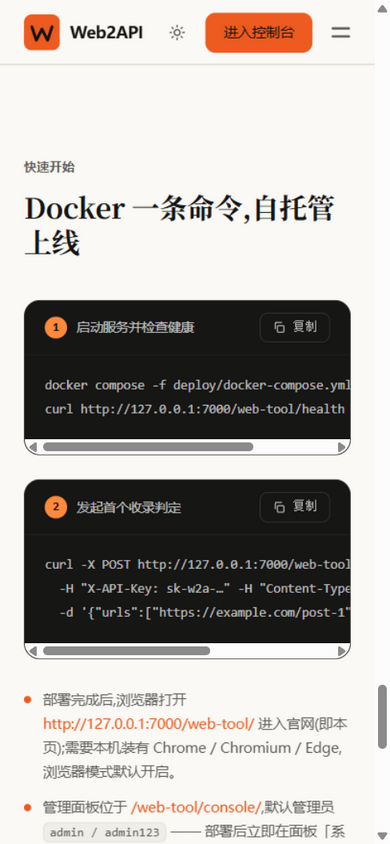 W Web2API 进入控制台
快速开始
Docker 一条命令,自托管
上线
1 启动服务并检查健康 复制
docker compose -f deploy/docker-compose.yml
curl http://127.0.0.1:7000/web-tool/health
2 发起首个收录判定 复制
curl -X POST http://127.0.0.1:7000/web-tool
-H "X-API-Key: sk-w2a-…" -H "Content-Type
-d '{"urls":["https://example.com/post-1"
部署完成后,浏览器打开
http://127.0.0.1:7000/web-tool/ 进入官网(即本
页);需要本机装有 Chrome / Chromium / Edge,
浏览器模式默认开启。
管理面板位于 /web-tool/console/,默认管理员
admin / admin123 —— 部署后立即在面板「系